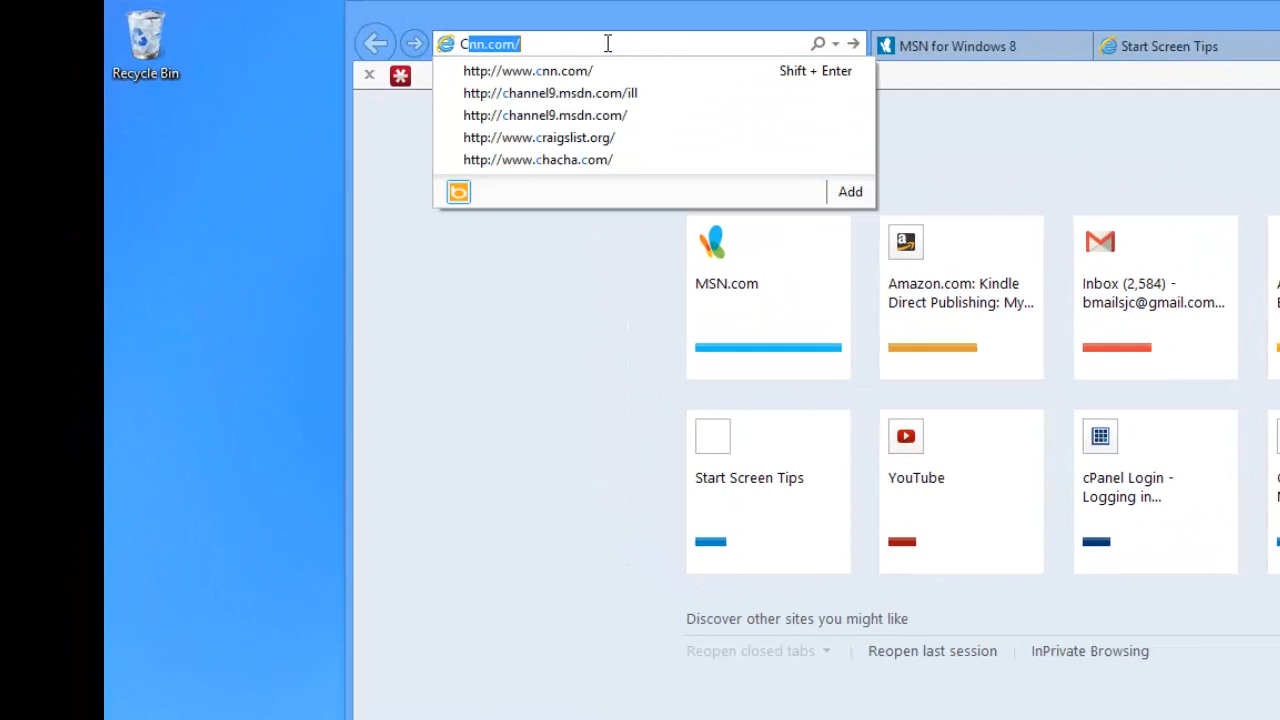 Recycle Bin
Cnn.com/
MSN for Windows 8
Start Screen Tips
http://www.cnn.com/
Shift + Enter
http://channel9.msdn.com/ill
http://channel9.msdn.com/
http://www.craigslist.org/
http://www.chacha.com/
Add
MSN.com
Amazon.com: Kindle
Direct Publishing: My...
Inbox (2,584) -
bmailsjc@gmail.com...
Start Screen Tips
YouTube
cPanel Login -
Logging in...
Discover other sites you might like
Reopen closed tabs
Reopen last session
InPrivate Browsing